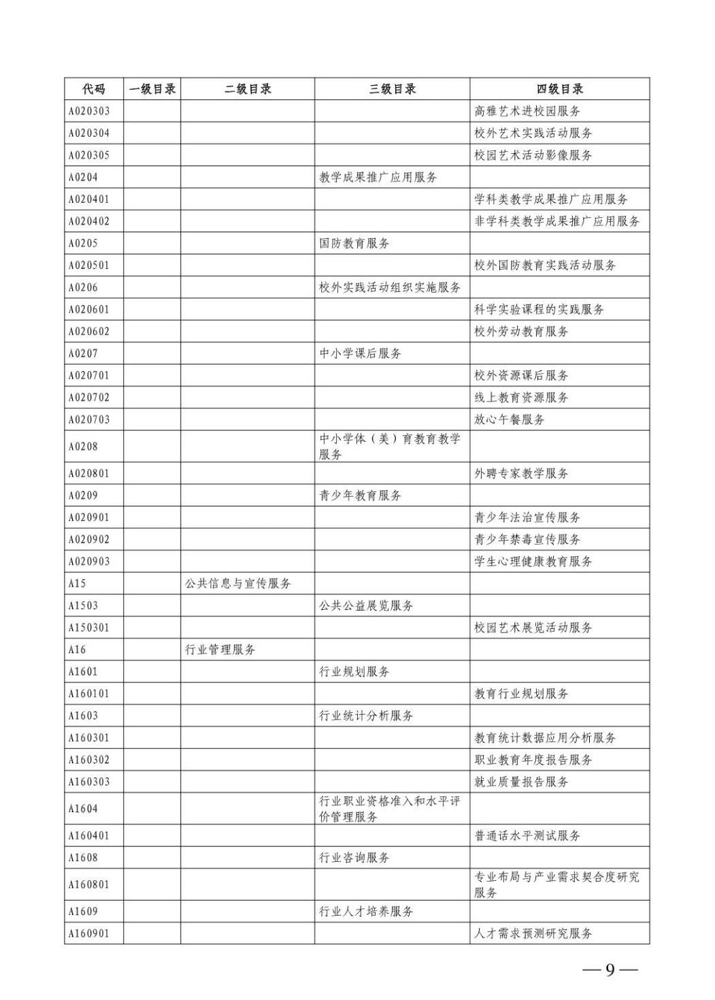 代码 一级目录 二级目录 三级目录 四级目录
A020303 高雅艺术进校园服务
A020304 校外艺术实践活动服务
A020305 校园艺术活动影像服务
A0204 教学成果推广应用服务
A020401 学科类教学成果推广应用服务
A020402 非学科类教学成果推广应用服务
A0205 国防教育服务
A020501 校外国防教育实践活动服务
A0206 校外实践活动组织实施服务
A020601 科学实验课程的实践服务
A020602 校外劳动教育服务
A0207 中小学课后服务
A020701 校外资源课后服务
A020702 线上教育资源服务
A020703 放心午餐服务
A0208 中小学体（美）育教育教学
服务
A020801 外聘专家教学服务
A0209 青少年教育服务
A020901 青少年法治宣传服务
A020902 青少年禁毒宣传服务
A020903 学生心理健康教育服务
A15 公共信息与宣传服务
A1503 公共公益展览服务
A150301 校园艺术展览活动服务
A16 行业管理服务
A1601 行业规划服务
A160101 教育行业规划服务
A1603 行业统计分析服务
A160301 教育统计数据应用分析服务
A160302 职业教育年度报告服务
A160303 就业质量报告服务
A1604 行业职业资格准入和水平评
价管理服务
A160401 普通话水平测试服务
A1608 行业咨询服务
A160801 专业布局与产业需求契合度研究
服务
A1609 行业人才培养服务
A160901 人才需求预测研究服务
— 9 —